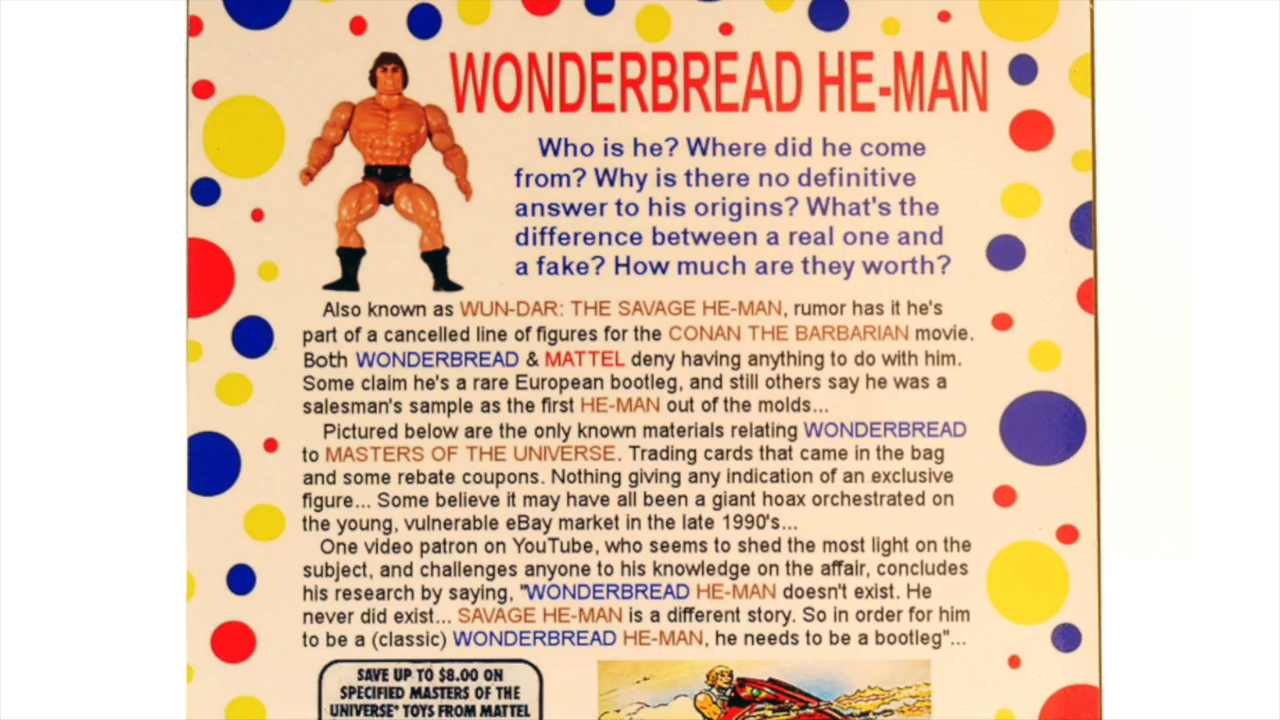 WONDERBREAD HE-MAN
Who is he? Where did he come
from? Why is there no definitive
answer to his origins? What's the
difference between a real one and
a fake? How much are they worth?
Also known as WUN-DAR: THE SAVAGE HE-MAN, rumor has it he's
part of a cancelled line of figures for the CONAN THE BARBARIAN movie.
Both WONDERBREAD & MATTEL deny having anything to do with him.
Some claim he's a rare European bootleg, and still others say he was a
salesman's sample as the first HE-MAN out of the molds...
Pictured below are the only known materials relating WONDERBREAD
to MASTERS OF THE UNIVERSE. Trading cards that came in the bag
and some rebate coupons. Nothing giving any indication of an exclusive
figure... Some believe it may have all been a giant hoax orchestrated on
the young, vulnerable eBay market in the late 1990's...
One video patron on YouTube, who seems to shed the most light on the
subject, and challenges anyone to his knowledge on the affair, concludes
his research by saying, "WONDERBREAD HE-MAN doesn't exist. He
never did exist... SAVAGE HE-MAN is a different story. So in order for him
to be a (classic) WONDERBREAD HE-MAN, he needs to be a bootleg"...
SAVE UP TO $8.00 ON
SPECIFIED MASTERS OF THE
UNIVERSE® TOYS FROM MATTEL